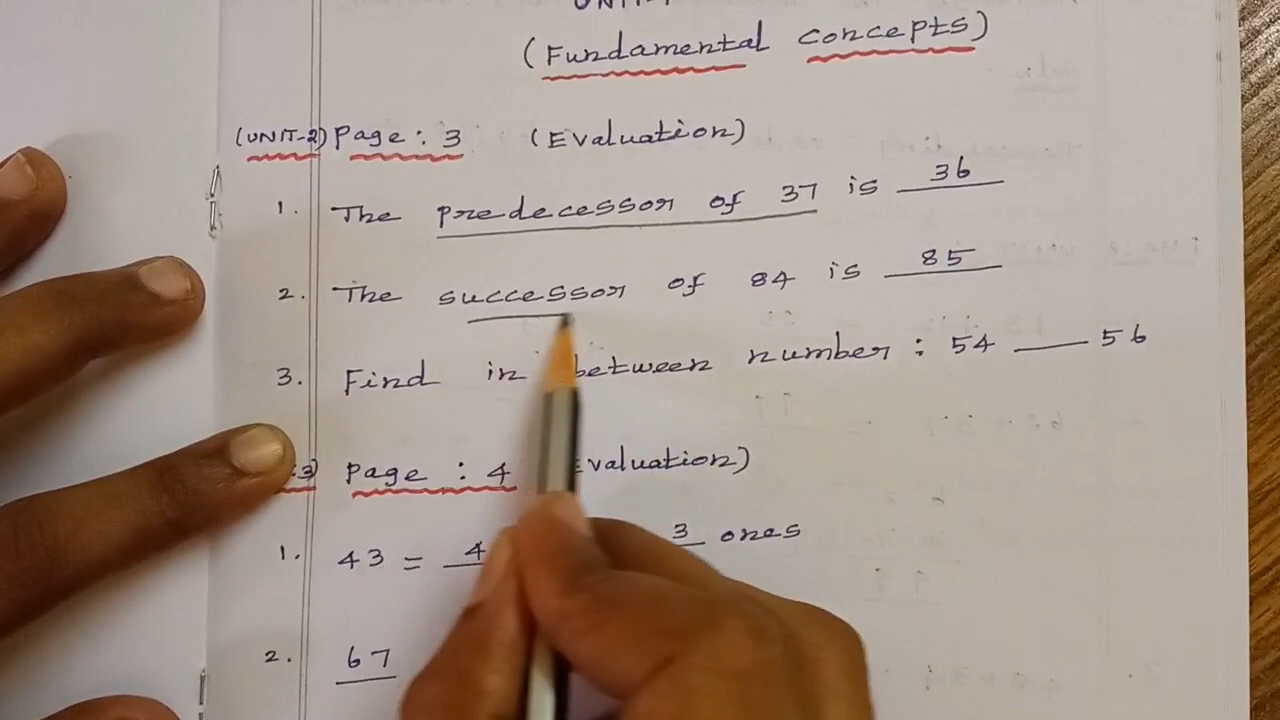 (Fundamental concepts)
(UNIT-2) Page : 3 (Evaluation)
1. The predecessor of 37 is 36
2. The successor of 84 is 85
3. Find in between number : 54 ___ 56
3) Page : 4 Evaluation)
1. 43 = 4 3 ones
2. 67